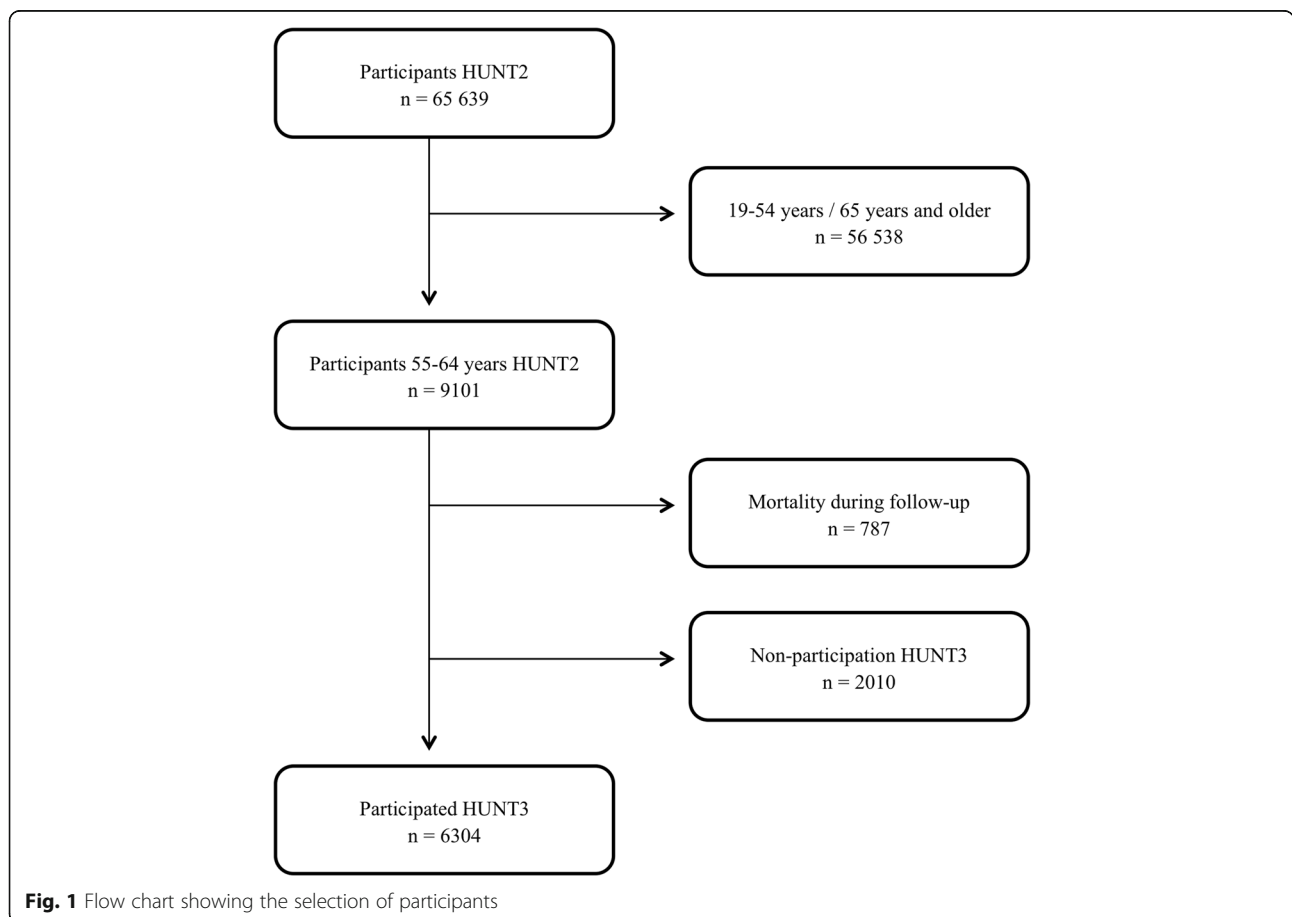 Participants HUNT2
n = 65 639
19-54 years / 65 years and older
n = 56 538
Participants 55-64 years HUNT2
n = 9101
Mortality during follow-up
n = 787
Non-participation HUNT3
n = 2010
Participated HUNT3
n = 6304
Fig. 1 Flow chart showing the selection of participants